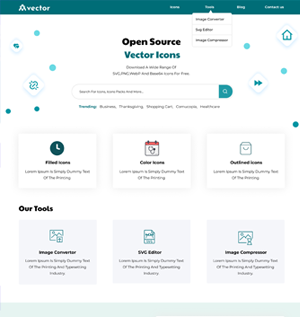 vector
Icons
Tools
Blog
Contact us
Image Converter
Svg Editor
Image Compressor
Open Source
Vector Icons
Download A Wide Range Of
SVG,PNG,Webp And Base64 Icons For Free
Search For Icons, Icons Packs And More...
Trending: Business, Thanksgiving, Shopping Cart, Cornucopia, Healthcare
Filled Icons
Lorem Ipsum Is Simply Dummy Text
Of The Printing
Color Icons
Lorem Ipsum Is Simply Dummy Text
Of The Printing
Outlined Icons
Lorem Ipsum Is Simply Dummy Text
Of The Printing
Our Tools
Image Convertor
Lorem Ipsum Is Simply Dummy Text
Of The Printing And Typesetting
Industry
SVG Editor
Lorem Ipsum Is Simply Dummy Text
Of The Printing And Typesetting
Industry
Image Compressor
Lorem Ipsum Is Simply Dummy Text
Of The Printing And Typesetting
Industry